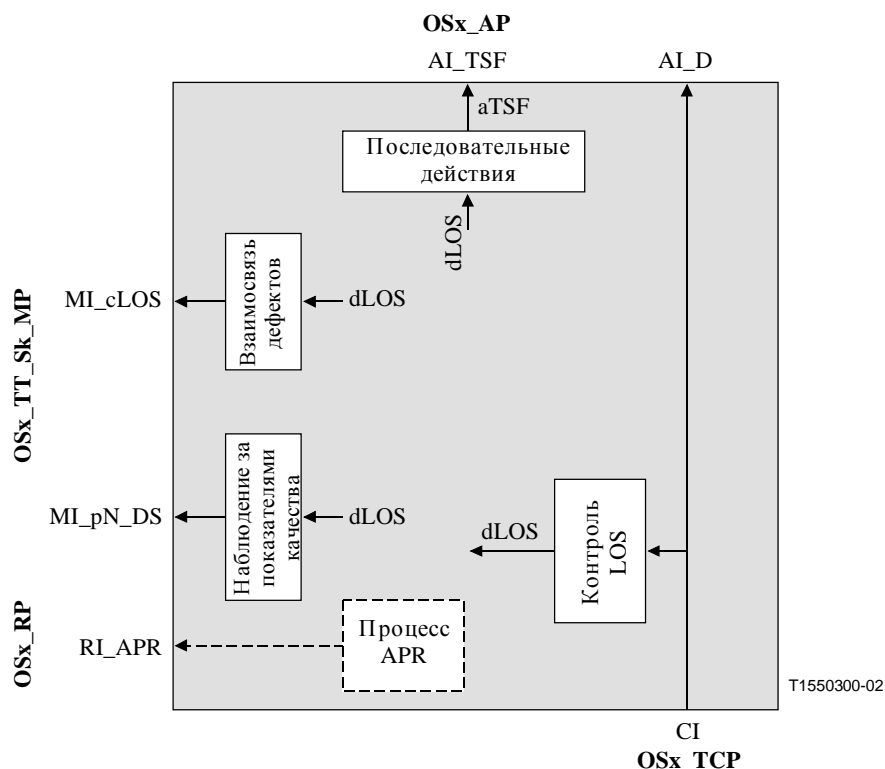 OSx_AP
AI_TSF
AI_D
aTSF
Последовательные
действия
dLOS
Взаимосвязь
дефектов
dLOS
MI_cLOS
OSx_TT_Sk_MP
Наблюдение за
показателями
качества
dLOS
MI_pN_DS
dLOS
Контроль
LOS
OSx_RP
RI_APR
Процесс
APR
T1550300-02
CI
OSx_TCP